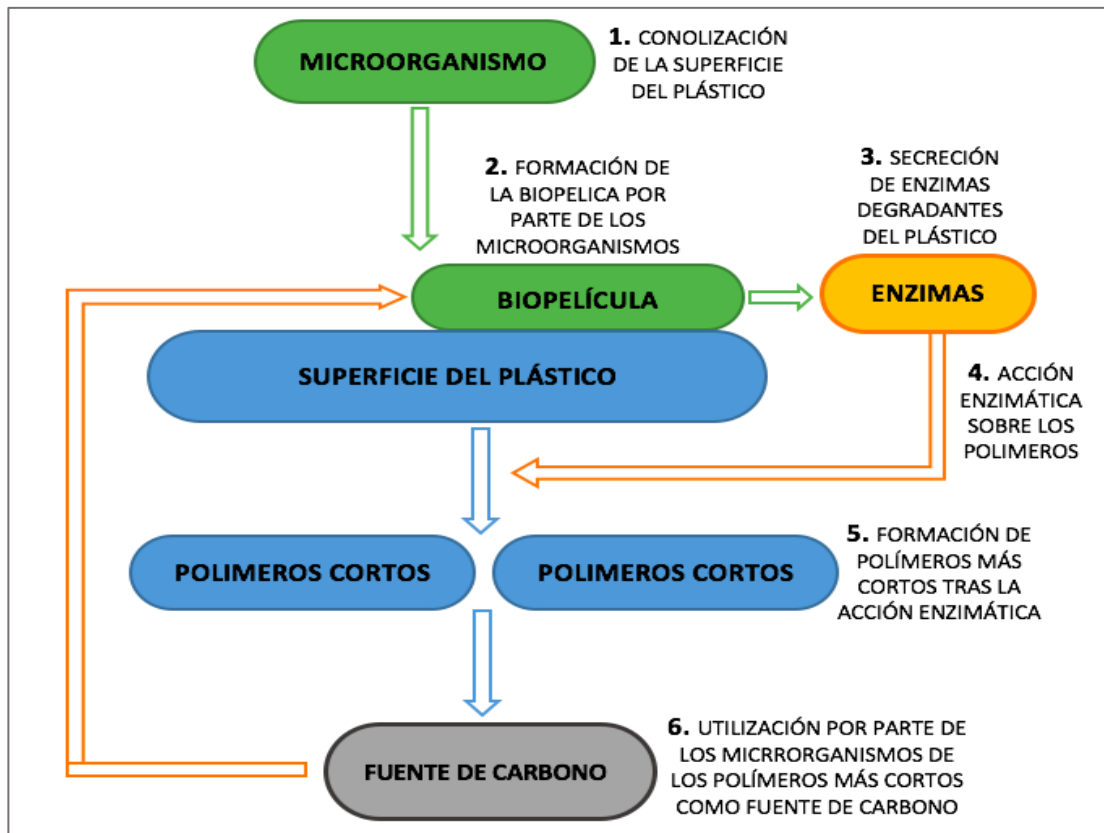 MICROORGANISMO
1. CONOLIZACIÓN
DE LA SUPERFICIE
DEL PLÁSTICO
2. FORMACIÓN DE
LA BIOPELICA POR
PARTE DE LOS
MICROORGANISMOS
3. SECRECIÓN
DE ENZIMAS
DEGRADANTES
DEL PLÁSTICO
BIOPELÍCULA
ENZIMAS
SUPERFICIE DEL PLÁSTICO
4. ACCIÓN
ENZIMÁTICA
SOBRE LOS
POLIMEROS
POLIMEROS CORTOS
POLIMEROS CORTOS
5. FORMACIÓN DE
POLÍMEROS MÁS
CORTOS TRAS LA
ACCIÓN ENZIMÁTICA
FUENTE DE CARBONO
6. UTILIZACIÓN POR PARTE DE
LOS MICRRORGANISMOS DE
LOS POLÍMEROS MÁS CORTOS
COMO FUENTE DE CARBONO